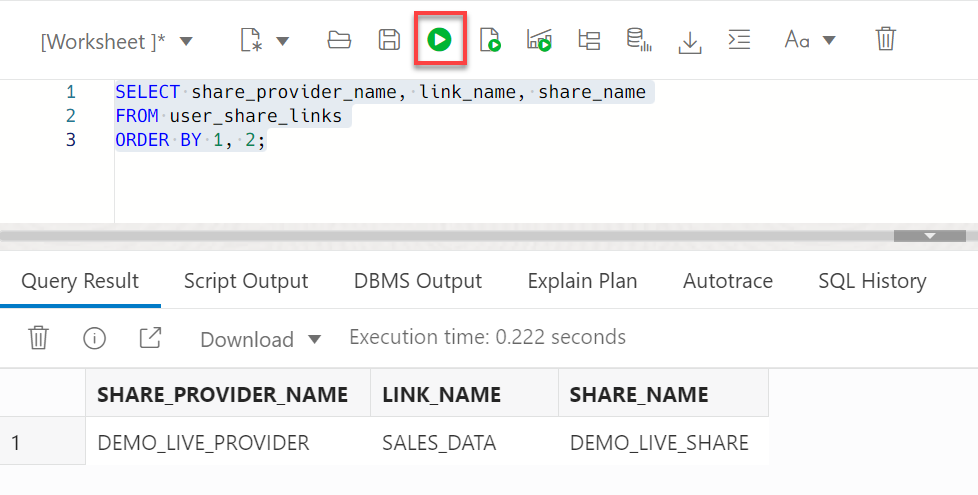 [Worksheet ]*
Aa
1 SELECT share_provider_name, link_name, share_name
2 FROM user_share_links
3 ORDER BY 1, 2;
Query Result Script Output DBMS Output Explain Plan Autotrace SQL History
Download Execution time: 0.222 seconds
SHARE_PROVIDER_NAME LINK_NAME SHARE_NAME
1 DEMO_LIVE_PROVIDER SALES_DATA DEMO_LIVE_SHARE